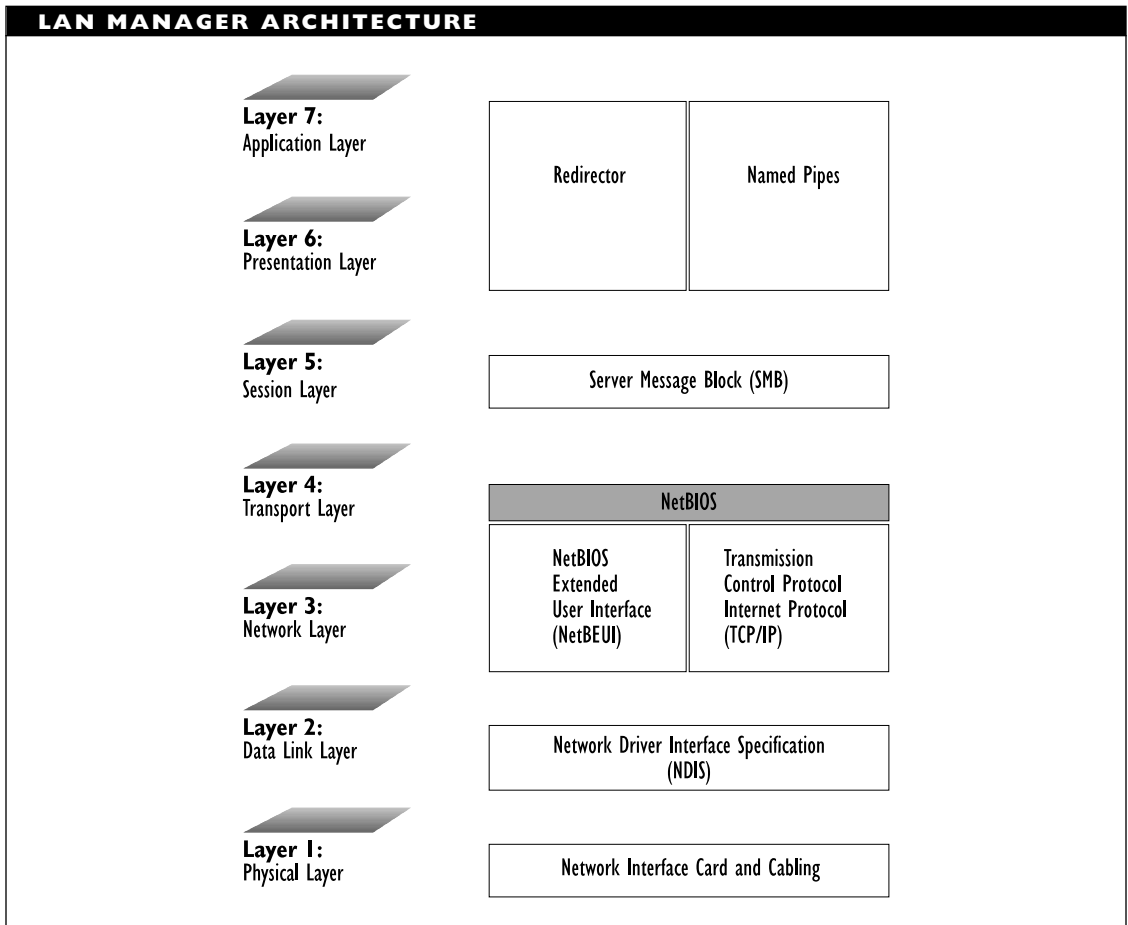 LAN MANAGER ARCHITECTURE
Layer 7:
Application Layer
Redirector
Named Pipes
Layer 6:
Presentation Layer
Layer 5:
Session Layer
Server Message Block (SMB)
Layer 4:
Transport Layer
NetBIOS
NetBIOS
Extended
User Interface
(NetBEUI)
Transmission
Control Protocol
Internet Protocol
(TCP/IP)
Layer 3:
Network Layer
Layer 2:
Data Link Layer
Network Driver Interface Specification
(NDIS)
Layer 1:
Physical Layer
Network Interface Card and Cabling